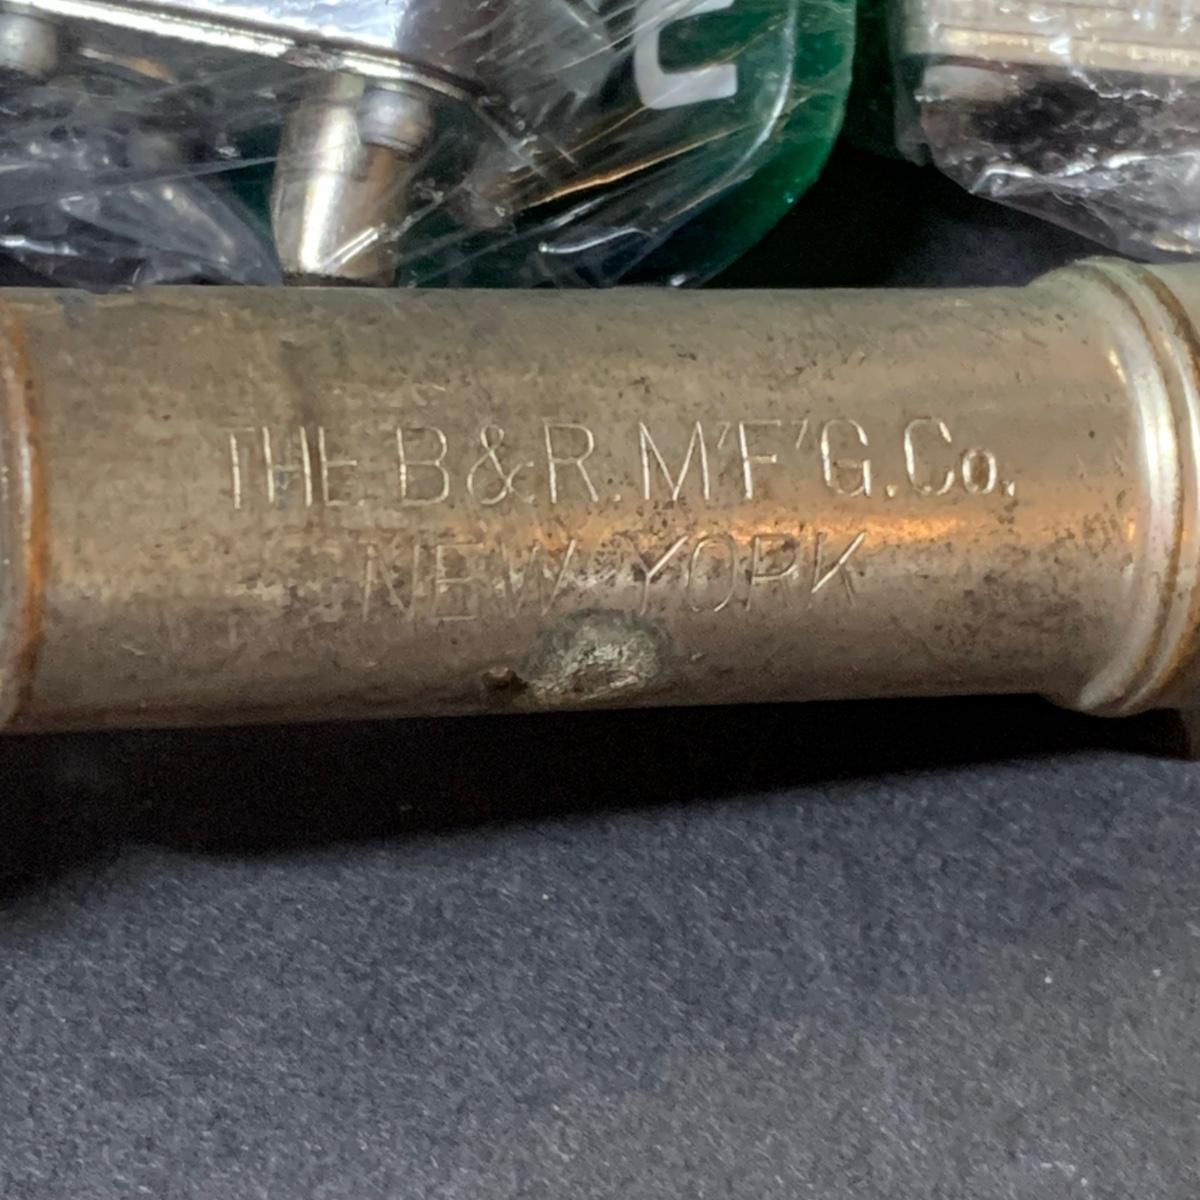 THE B&R. M'F'G. Co.
NEW YORK